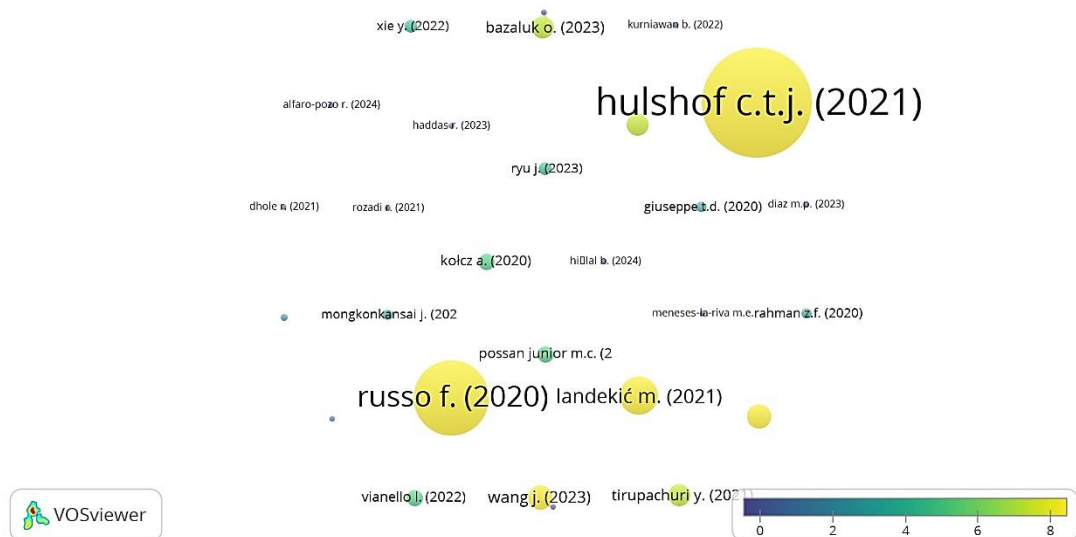 xie y. (2022)
bazaluk o. (2023)
kurniawan b. (2022)
hulshof c.t.j. (2021)
alfaro-pozo r. (2024)
haddas r. (2023)
ryu j. (2023)
dhole r. (2021)
rozadi a. (2021)
giuseppe t.d. (2020)
diaz m.p. (2023)
kołcz a. (2020)
hi▯lal b. (2024)
mongkonkansai j. (202
meneses-la-riva m.e.
rahman z.f. (2020)
possan junior m.c. (2
russo f. (2020)
landekić m. (2021)
vianello l. (2022)
wang j. (2023)
tirupachuri y. (2021)
VOSviewer
0 2 4 6 8